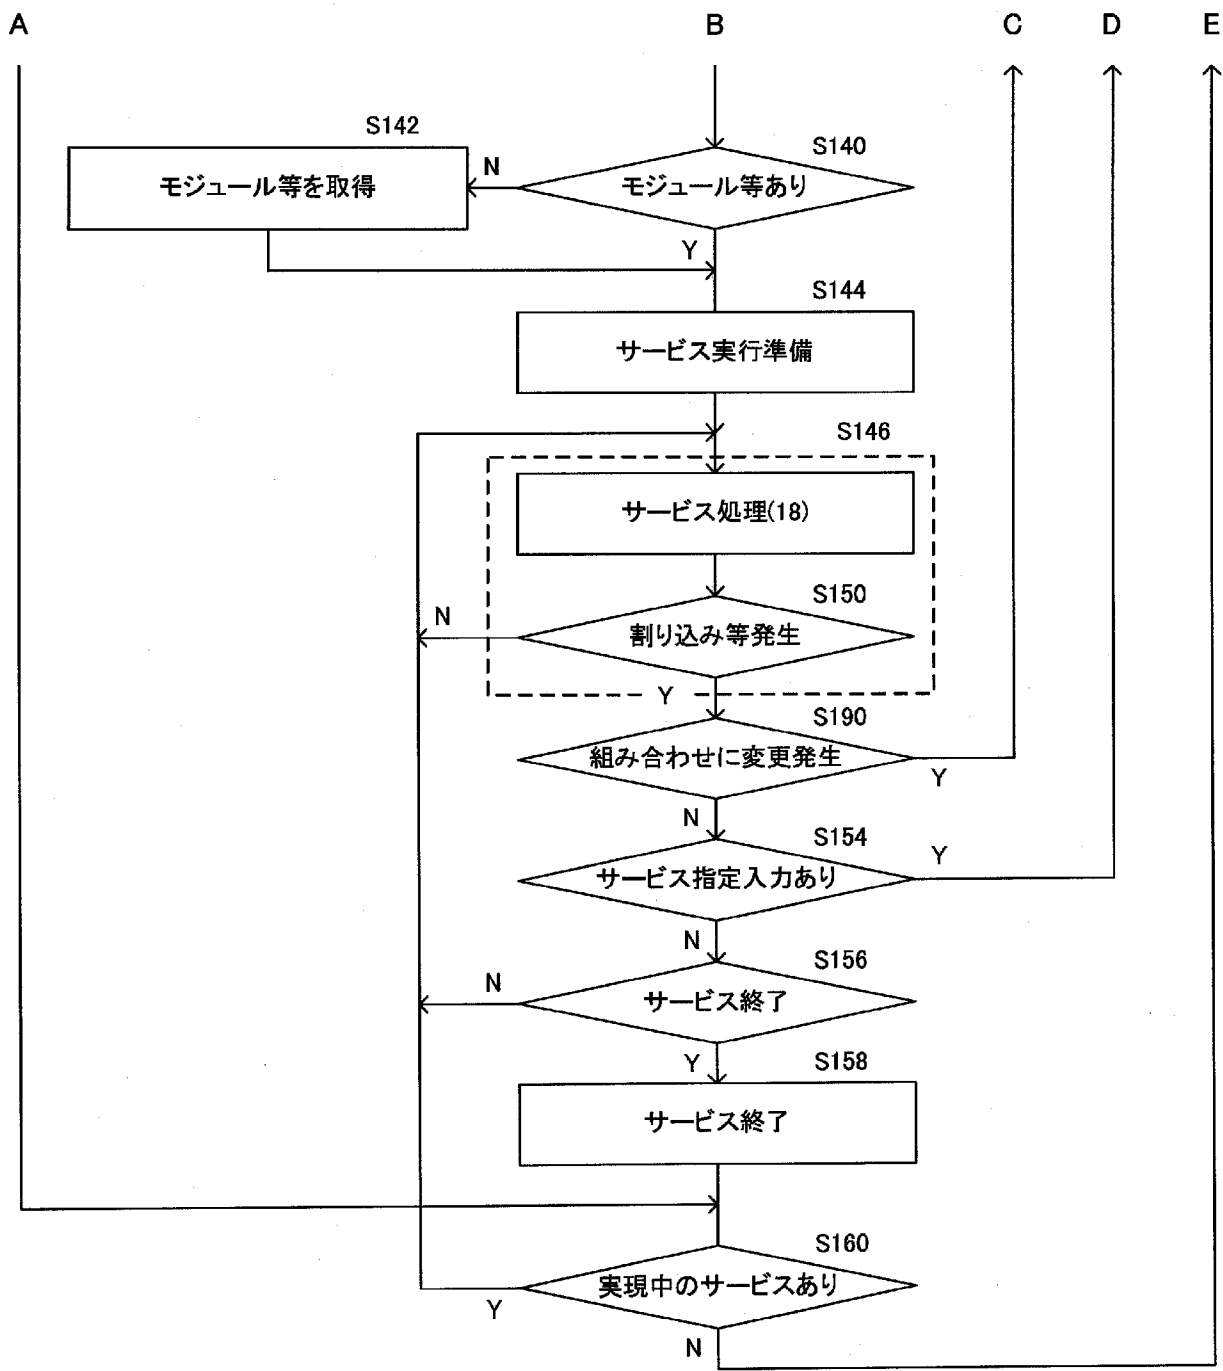 A
B
C
D
E
S142
モジュール等を取得
N
S140
モジュール等あり
Y
S144
サービス実行準備
S146
サービス処理(18)
S150
N
割り込み等発生
Y
S190
組み合わせに変更発生
Y
N
S154
サービス指定入力あり
Y
N
S156
N
サービス終了
Y
S158
サービス終了
S160
実現中のサービスあり
Y
N